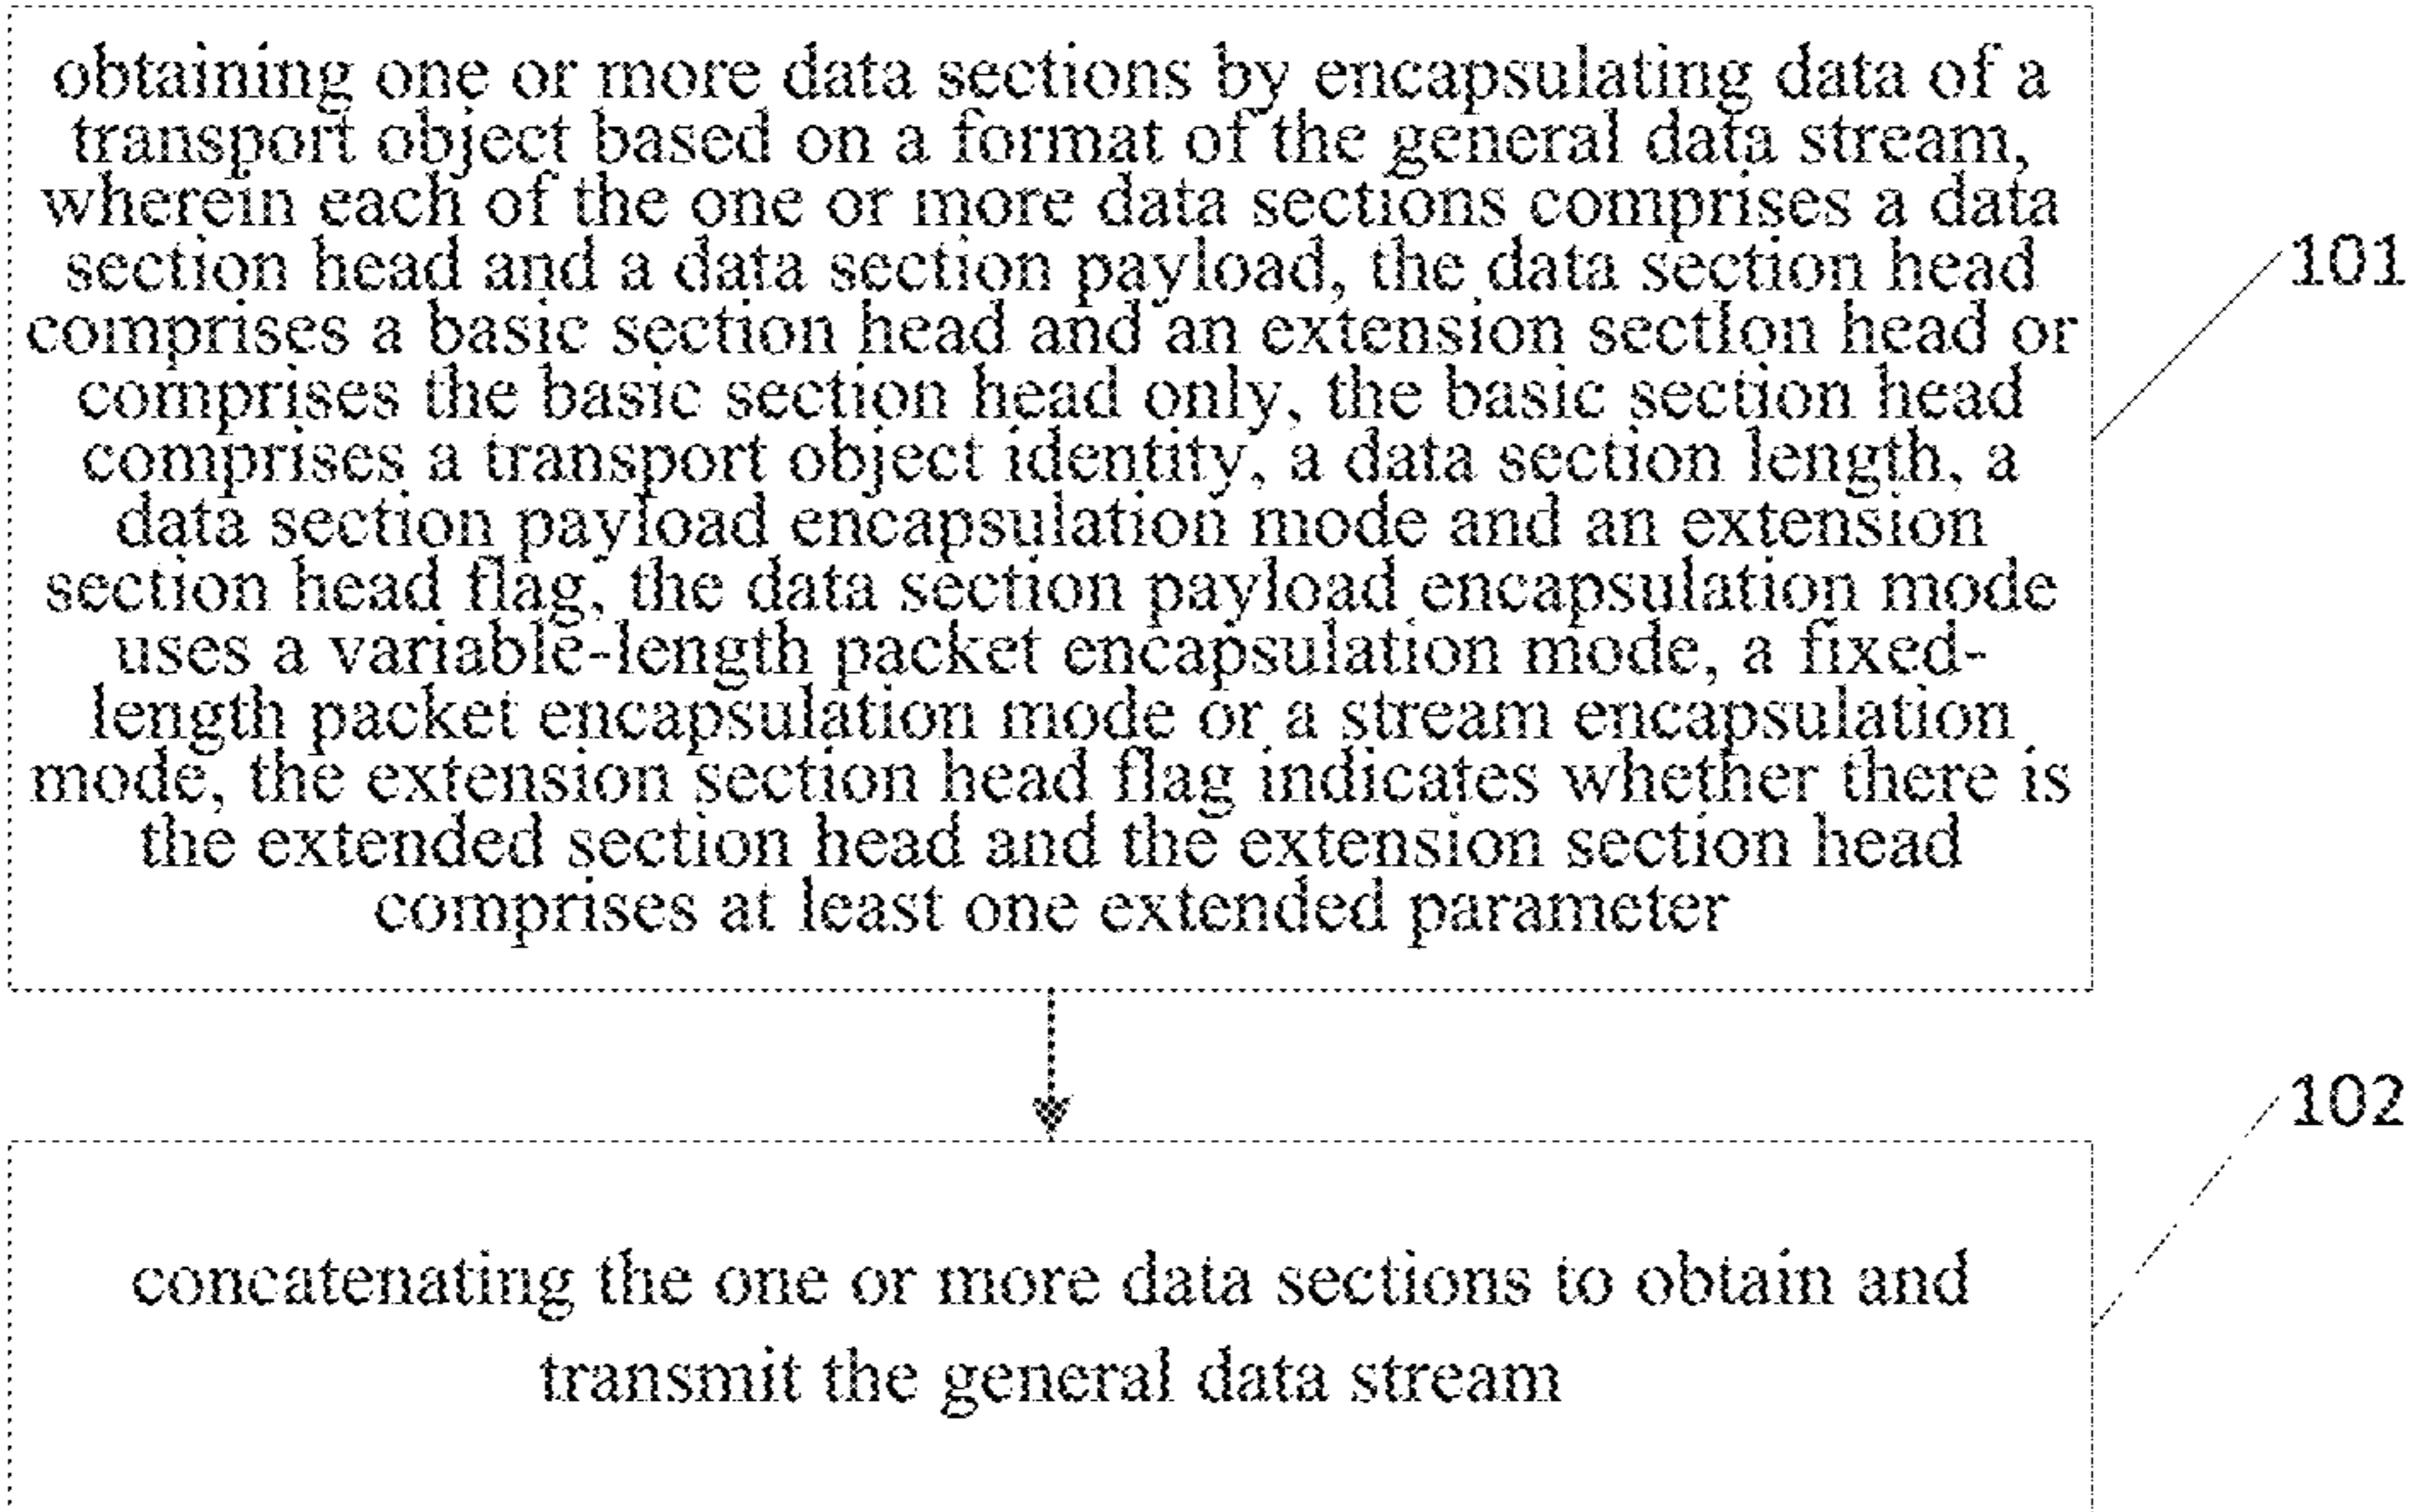 obtaining one or more data sections by encapsulating data of a
transport object based on a format of the general data stream,
wherein each of the one or more data sections comprises a data
section head and a data section payload, the data section head
comprises a basic section head and an extension section head or
comprises the basic section head only, the basic section head
comprises a transport object identity, a data section length, a
data section payload encapsulation mode and an extension
section head flag, the data section payload encapsulation mode
uses a variable-length packet encapsulation mode, a fixed-
length packet encapsulation mode or a stream encapsulation
mode, the extension section head flag indicates whether there is
the extended section head and the extension section head
comprises at least one extended parameter
101
102
concatenating the one or more data sections to obtain and
transmit the general data stream